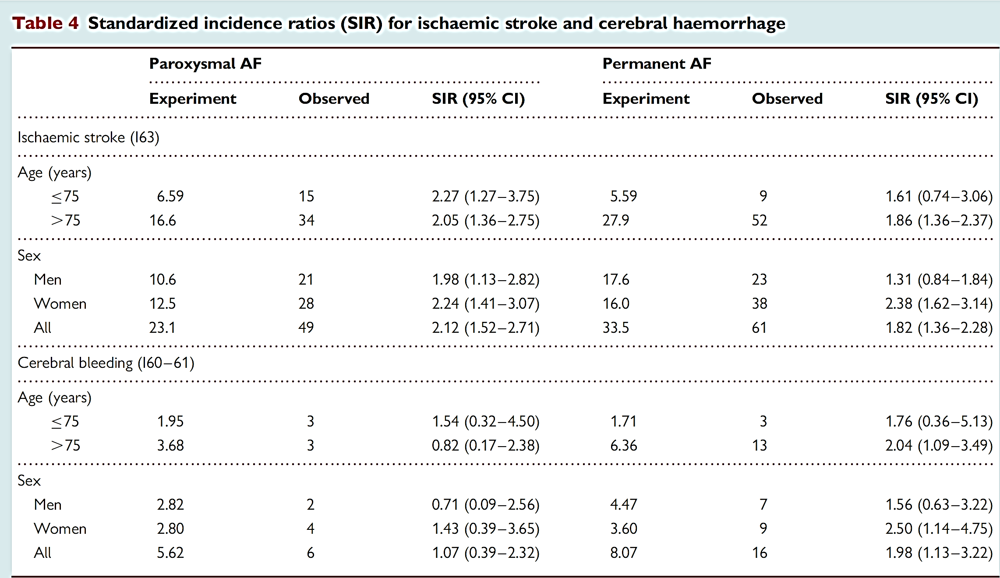 Table 4 Standardized incidence ratios (SIR) for ischaemic stroke and cerebral haemorrhage
Paroxysmal AF Permanent AF
Experiment Observed SIR (95% CI) Experiment Observed SIR (95% CI)
Ischaemic stroke (I63)
Age (years)
≤75 6.59 15 2.27 (1.27–3.75) 5.59 9 1.61 (0.74–3.06)
>75 16.6 34 2.05 (1.36–2.75) 27.9 52 1.86 (1.36–2.37)
Sex
Men 10.6 21 1.98 (1.13–2.82) 17.6 23 1.31 (0.84–1.84)
Women 12.5 28 2.24 (1.41–3.07) 16.0 38 2.38 (1.62–3.14)
All 23.1 49 2.12 (1.52–2.71) 33.5 61 1.82 (1.36–2.28)
Cerebral bleeding (I60–61)
Age (years)
≤75 1.95 3 1.54 (0.32–4.50) 1.71 3 1.76 (0.36–5.13)
>75 3.68 3 0.82 (0.17–2.38) 6.36 13 2.04 (1.09–3.49)
Sex
Men 2.82 2 0.71 (0.09–2.56) 4.47 7 1.56 (0.63–3.22)
Women 2.80 4 1.43 (0.39–3.65) 3.60 9 2.50 (1.14–4.75)
All 5.62 6 1.07 (0.39–2.32) 8.07 16 1.98 (1.13–3.22)